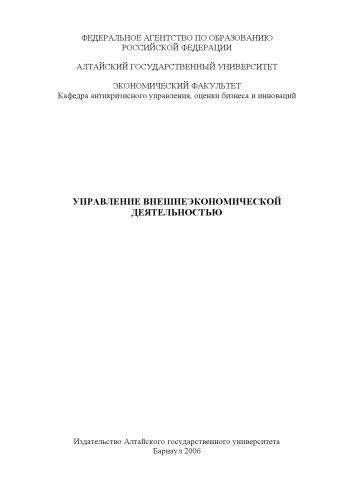 ФЕДЕРАЛЬНОЕ АГЕНТСТВО ПО ОБРАЗОВАНИЮ
РОССИЙСКОЙ ФЕДЕРАЦИИ
АЛТАЙСКИЙ ГОСУДАРСТВЕННЫЙ УНИВЕРСИТЕТ
ЭКОНОМИЧЕСКИЙ ФАКУЛЬТЕТ
Кафедра антикризисного управления, оценки бизнеса и инноваций
УПРАВЛЕНИЕ ВНЕШНЕЭКОНОМИЧЕСКОЙ
ДЕЯТЕЛЬНОСТЬЮ
Издательство Алтайского государственного университета
Барнаул 2006